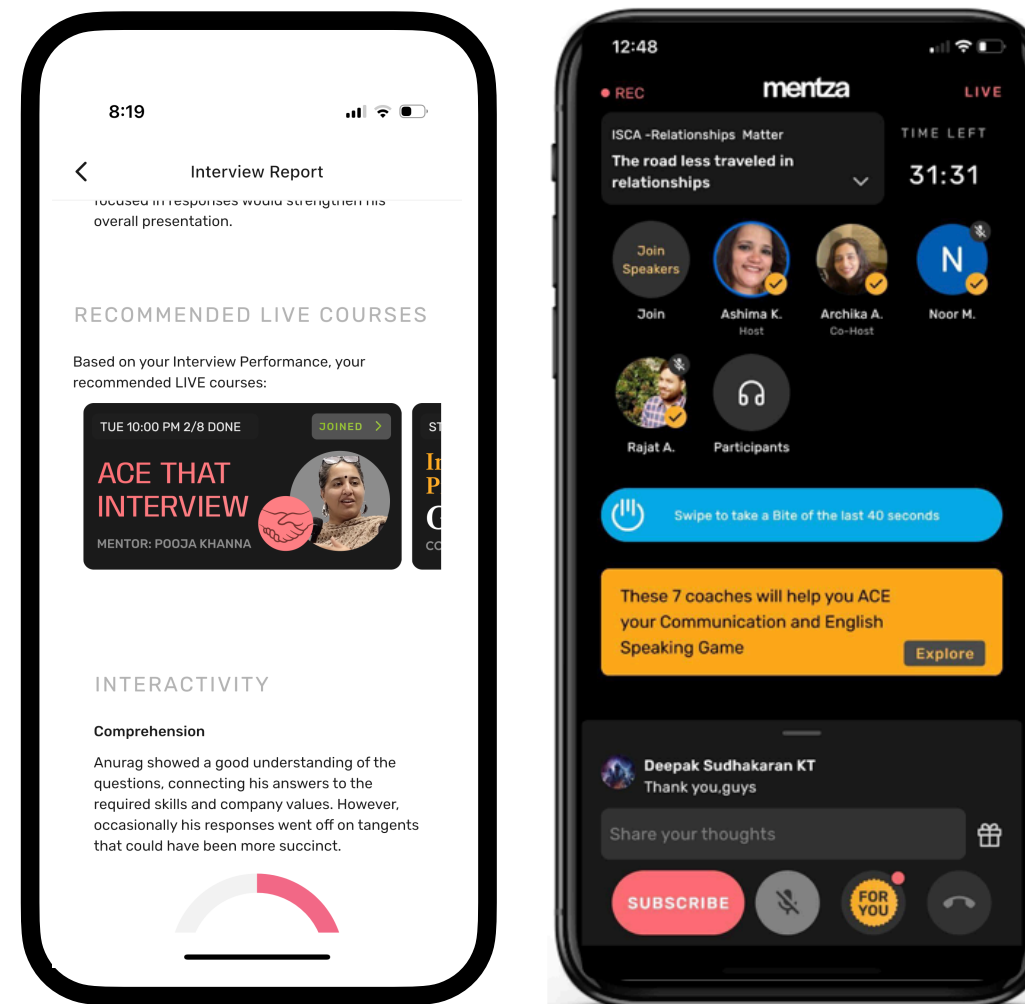 8:19
Interview Report
focused in responses would strengthen his
overall presentation.
RECOMMENDED LIVE COURSES
Based on your Interview Performance, your
recommended LIVE courses:
TUE 10:00 PM 2/8 DONE
JOINED
ACE THAT
INTERVIEW
MENTOR: POOJA KHANNA
INTERACTIVITY
Comprehension
Anurag showed a good understanding of the
questions, connecting his answers to the
required skills and company values. However,
occasionally his responses went off on tangents
that could have been more succinct.
12:48
REC
mentza
LIVE
ISCA -Relationships Matter
The road less traveled in
relationships
TIME LEFT
31:31
Join
Speakers
N
Join
Ashima K.
Host
Archika A.
Co-Host
Noor M.
Rajat A.
Participants
Swipe to take a Bite of the last 40 seconds
These 7 coaches will help you ACE
your Communication and English
Speaking Game
Explore
Deepak Sudhakaran KT
Thank you,guys
Share your thoughts
SUBSCRIBE
FOR
YOU